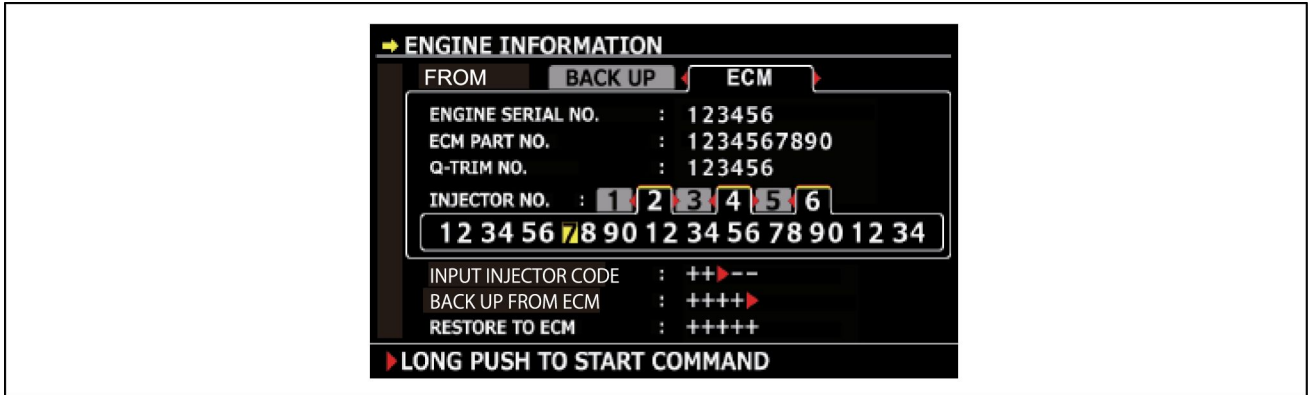 ➡ ENGINE INFORMATION
FROM BACK UP ECM
ENGINE SERIAL NO. : 123456
ECM PART NO. : 1234567890
Q-TRIM NO. : 123456
INJECTOR NO. : 1 2 3 4 5 6
12 34 56 78 90 12 34 56 78 90 12 34
INPUT INJECTOR CODE : ++▶--
BACK UP FROM ECM : ++++▶
RESTORE TO ECM : +++++
▶LONG PUSH TO START COMMAND